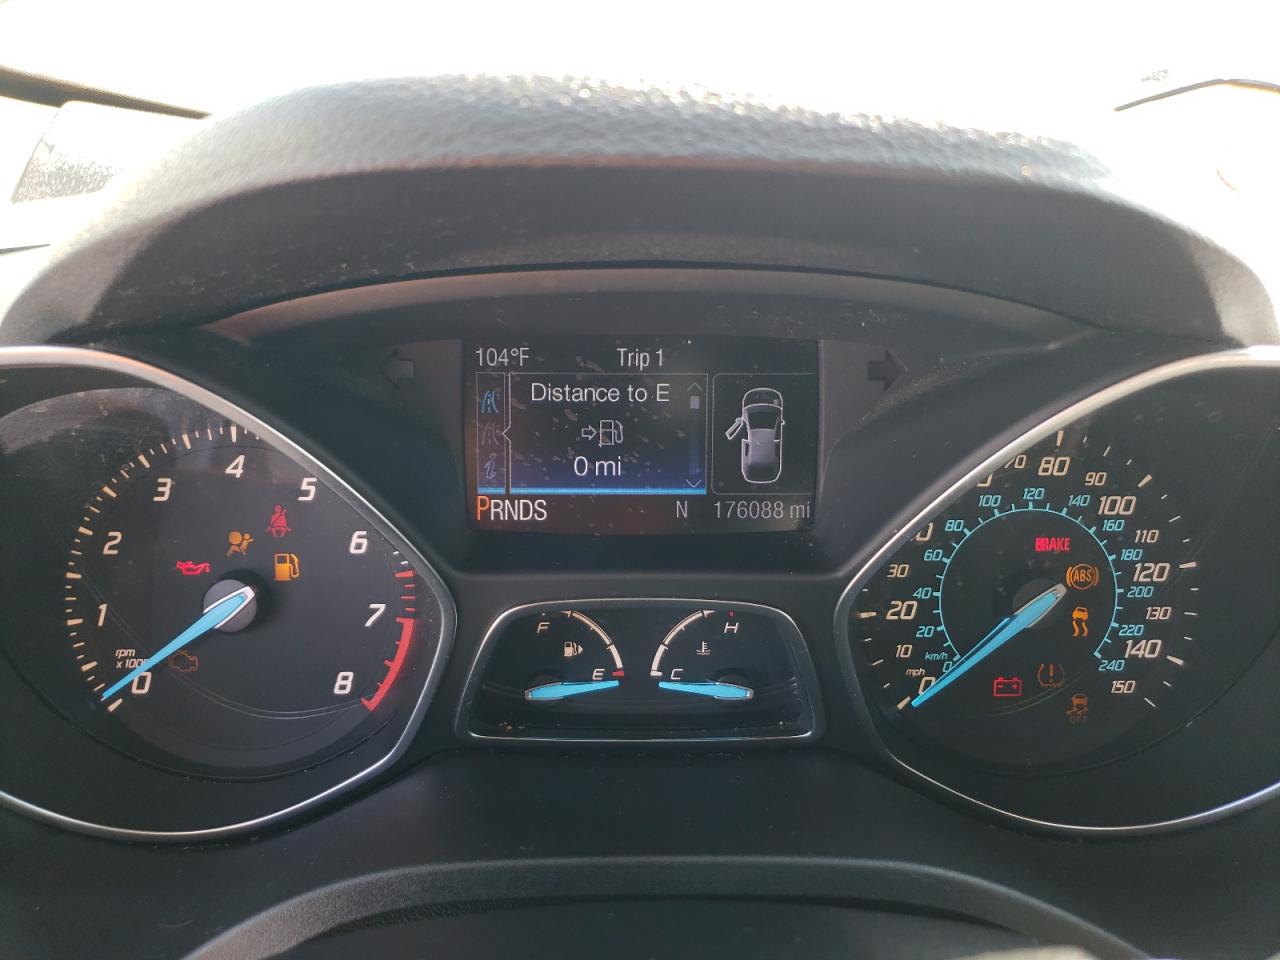 104°F Trip 1
Distance to E
0 mi
PRNDS N 176088 mi
0 1 2 3 4 5 6 7 8
rpm
F E
C H
mph 0 10 20 30 80 90 100 110 120 130 140 150
km/h 0 20 40 60 80 100 120 140 160 180 200 220 240
BRAKE
ABS
OFF